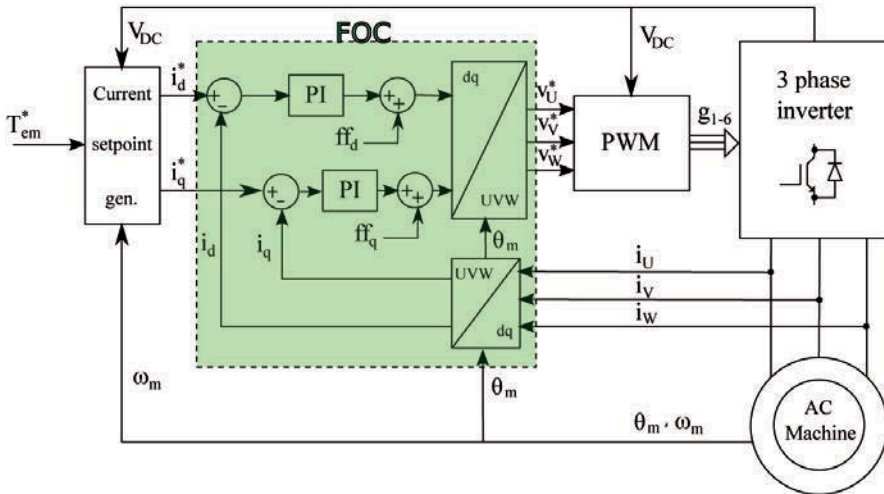 FOC
V_DC
V_DC
i_d^*
Current
setpoint
gen.
T_em^*
i_q^*
PI
ff_d
dq
UVW
v_U^*
v_V^*
v_W^*
PWM
g_1-6
3 phase
inverter
PI
ff_q
i_d
i_q
θ_m
UVW
dq
i_U
i_V
i_W
ω_m
θ_m
θ_m , ω_m
AC
Machine